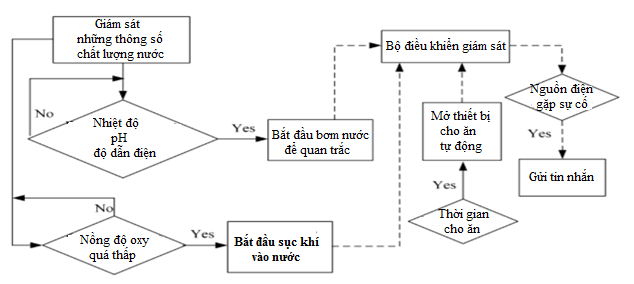 Giám sát
những thông số
chất lượng nước
No
Nhiệt độ
pH
độ dẫn điện
Yes
Bắt đầu bơm nước
để quan trắc
Bộ điều khiển giám sát
Mở thiết bị
cho ăn
tự động
Yes
Thời gian
cho ăn
Nguồn điện
gặp sự cố
Yes
Gửi tin nhắn
No
Nồng độ oxy
quá thấp
Yes
Bắt đầu sục khí
vào nước